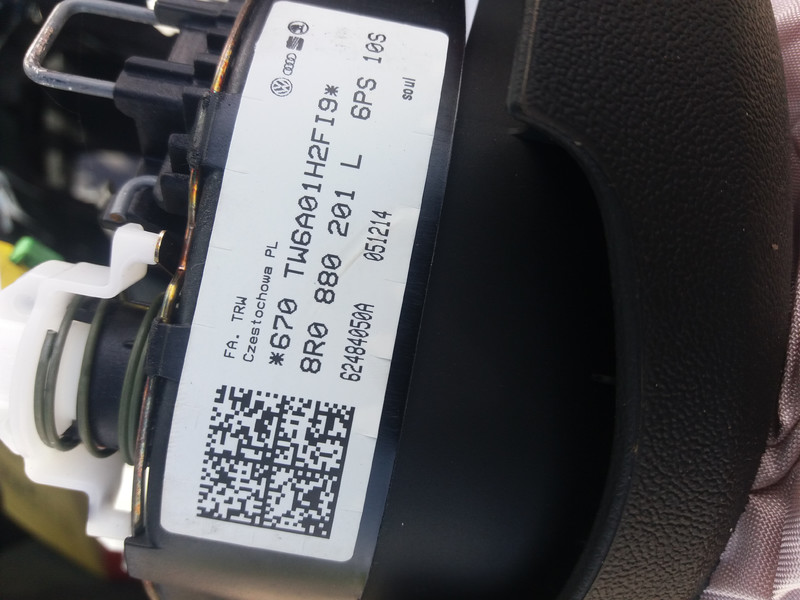 FA. TRW
Czestochowa PL
*670 TW6A01H2FI9*
8R0 880 201 L 6PS 10S
62484050A 051214 soul